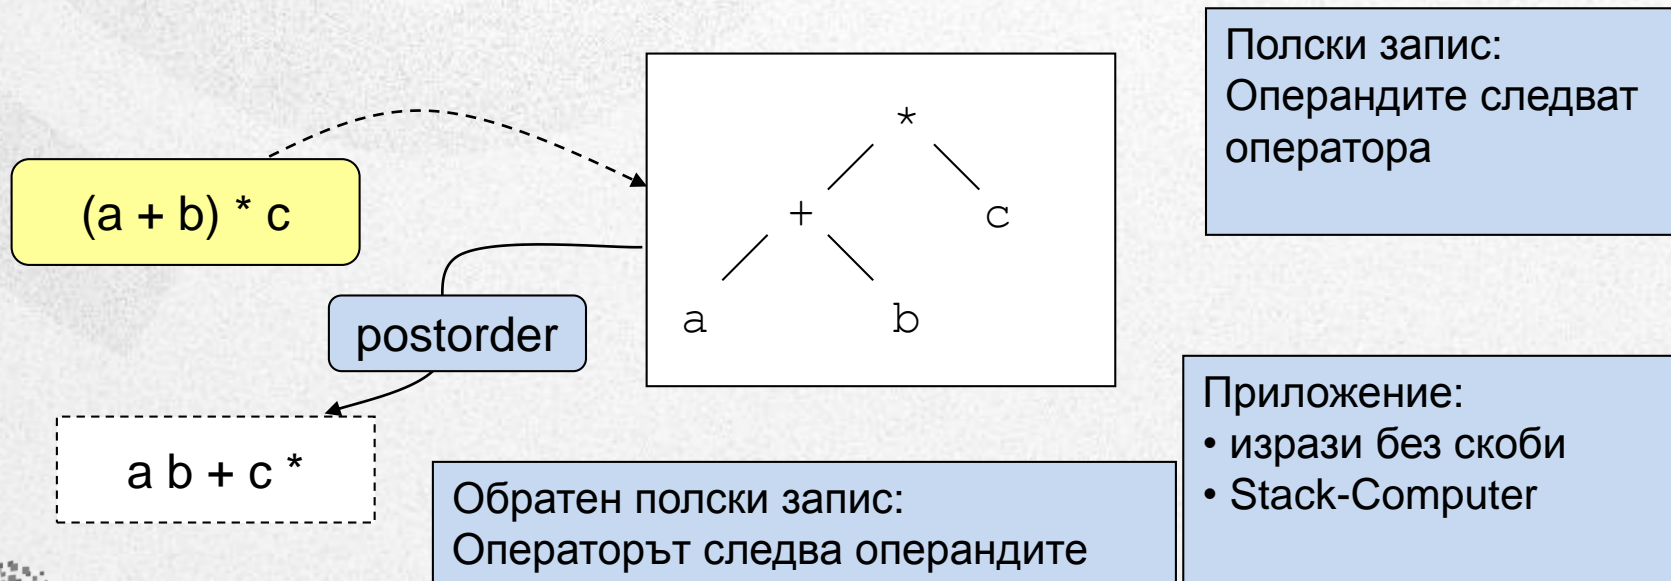 Полски запис:
Операндите следват
оператора
(a + b) * c
*
+ c
a b
postorder
a b + c *
Обратен полски запис:
Операторът следва операндите
Приложение:
• изрази без скоби
• Stack-Computer